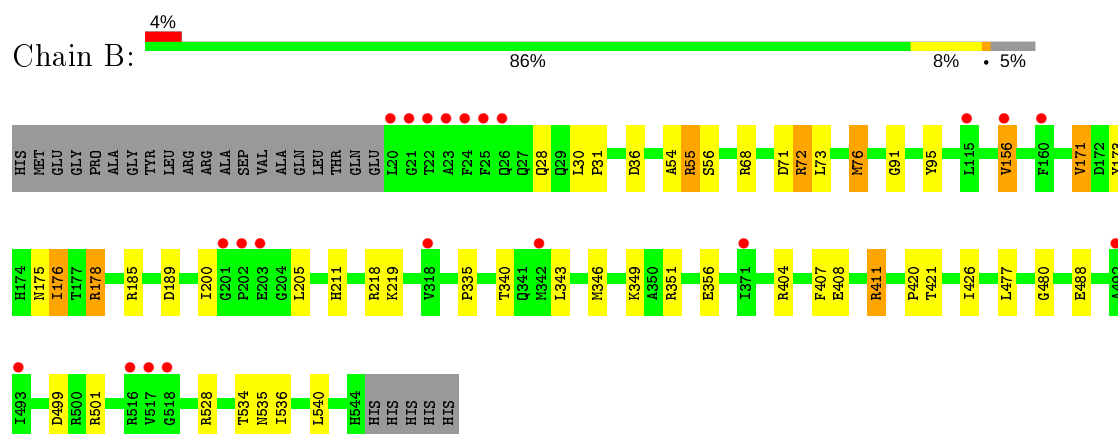 4%
Chain B:
86% 8% • 5%
HIS MET GLU GLY PRO ALA GLY TYR LEU ARG ARG ALA SEP VAL ALA GLN LEU THR GLN GLU L20 G21 T22 A23 F24 F25 Q26 Q27 Q28 Q29 L30 P31 D36 A54 R55 S56 R68 D71 R72 L73 M76 G91 Y95 L115 V156 F160 V171 D172 Y173
H174 N175 I176 T177 R178 R185 D189 I200 G201 P202 E203 G204 L205 H211 R218 K219 V318 P335 T340 Q341 M342 L343 M346 K349 A350 R351 E356 I371 R404 F407 E408 R411 P420 T421 I426 L477 G480 E488 A492
I493 D499 R500 R501 R516 V517 G518 R528 T534 N535 I536 L540 H544 HIS HIS HIS HIS HIS